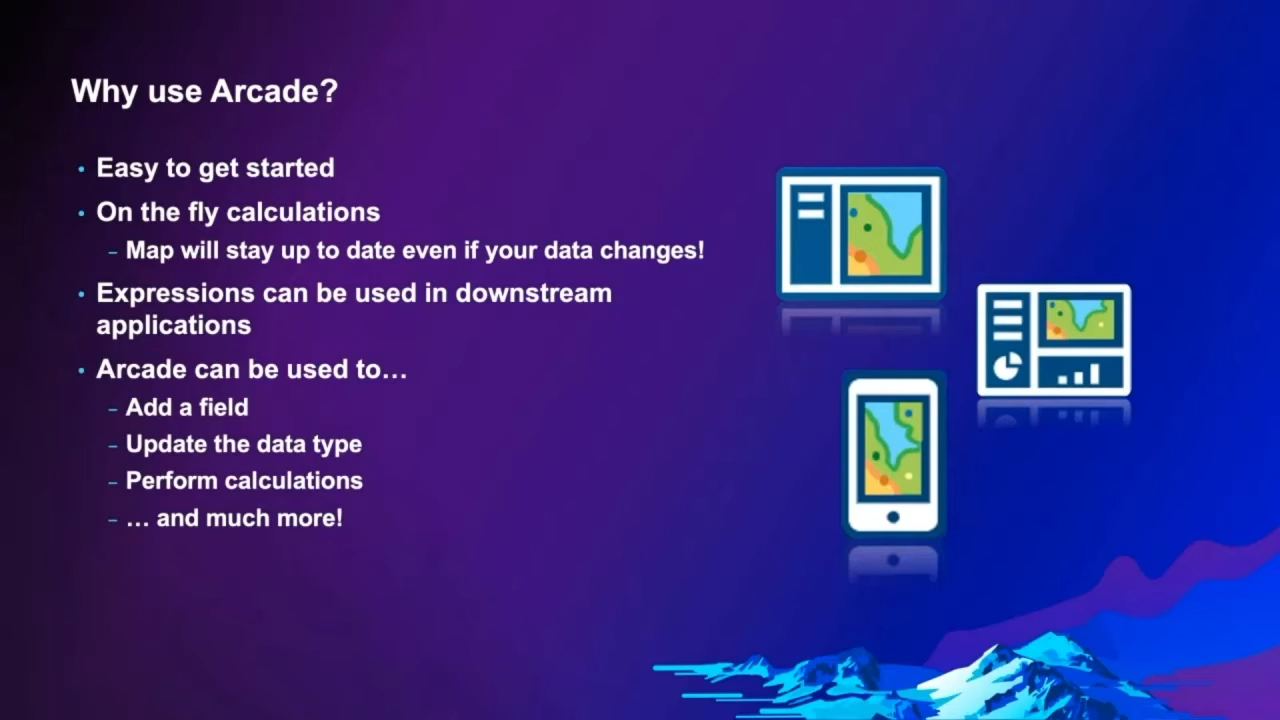 Why use Arcade?
• Easy to get started
• On the fly calculations
– Map will stay up to date even if your data changes!
• Expressions can be used in downstream
applications
• Arcade can be used to…
– Add a field
– Update the data type
– Perform calculations
– … and much more!